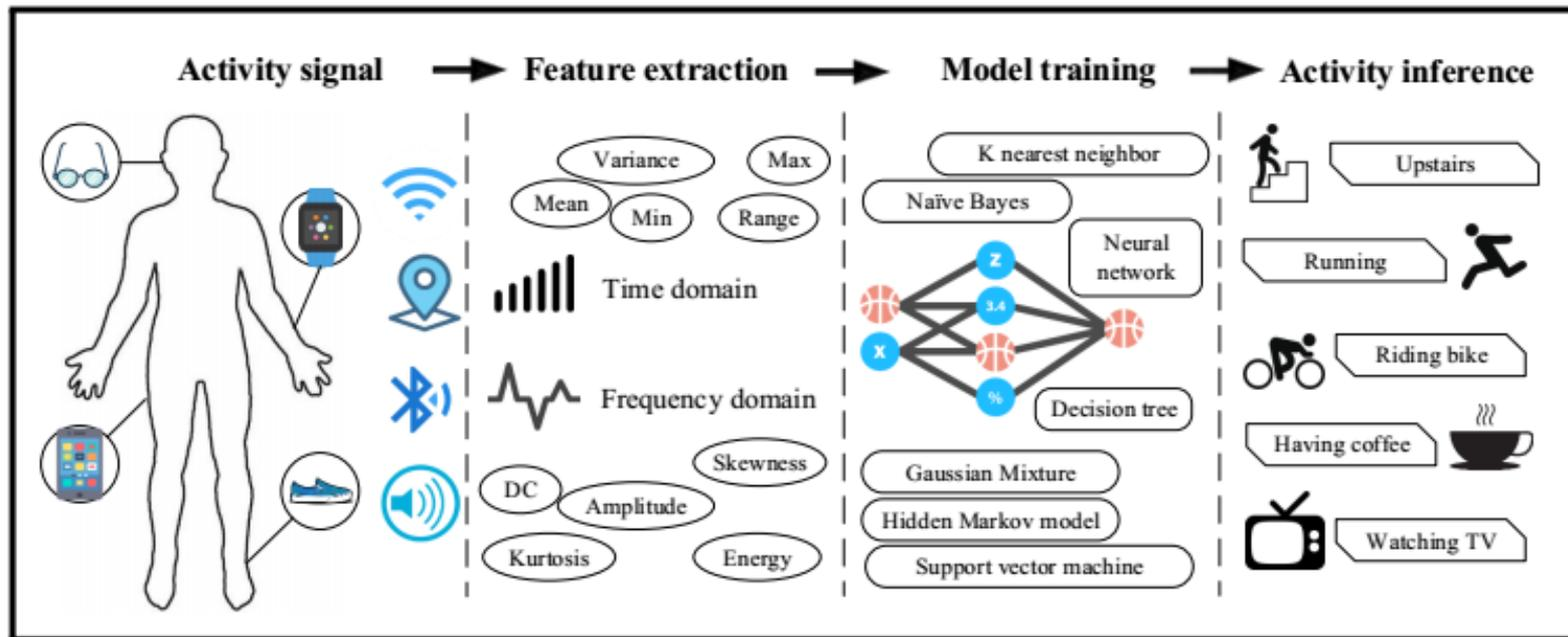 Activity signal
Feature extraction
Model training
Activity inference
Variance
Max
Mean
Min
Range
Time domain
Frequency domain
Skewness
DC
Amplitude
Kurtosis
Energy
K nearest neighbor
Naïve Bayes
Neural
network
Z
3.4
X
%
Decision tree
Gaussian Mixture
Hidden Markov model
Support vector machine
Upstairs
Running
Riding bike
Having coffee
Watching TV